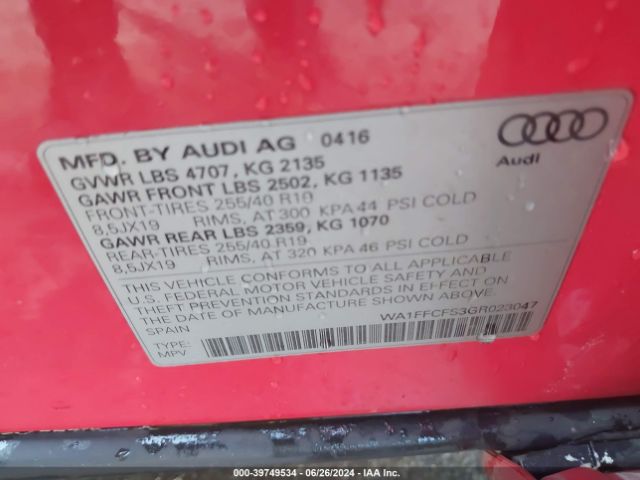 MFD. BY AUDI AG 0416
GVWR LBS 4707, KG 2135
GAWR FRONT LBS 2502, KG 1135
FRONT-TIRES 255/40 R19
8,5JX19 RIMS, AT 300 KPA 44 PSI COLD
GAWR REAR LBS 2359, KG 1070
REAR-TIRES 255/40 R19
8,5JX19 RIMS, AT 320 KPA 46 PSI COLD
THIS VEHICLE CONFORMS TO ALL APPLICABLE
U.S. FEDERAL MOTOR VEHICLE SAFETY AND
THEFT PREVENTION STANDARDS IN EFFECT ON
THE DATE OF MANUFACTURE SHOWN ABOVE.
SPAIN WA1FFCFS3GR023047
TYPE:
MPV
Audi
000-39749534 - 06/26/2024 - IAA Inc.